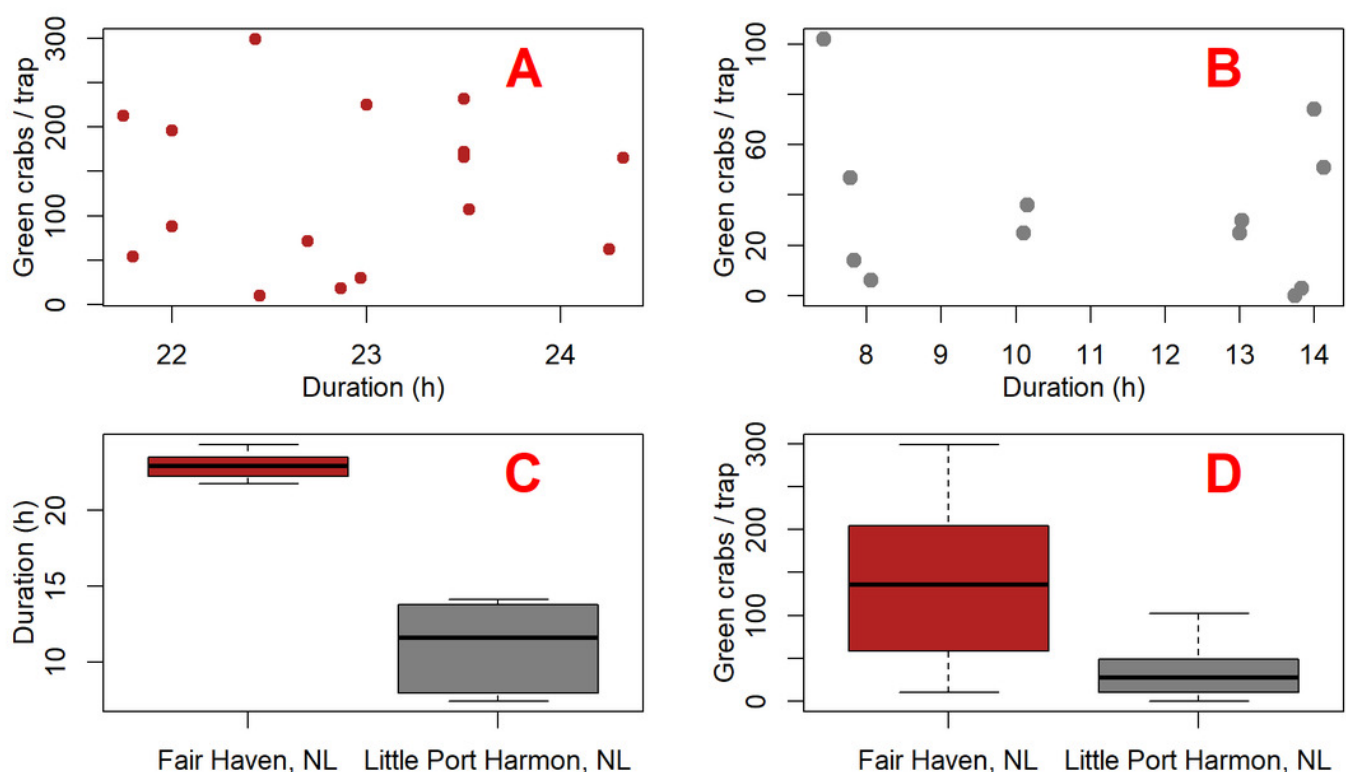 A
Green crabs / trap
300
200
100
0
22 23 24
Duration (h)
B
Green crabs / trap
100
60
20
0
8 9 10 11 12 13 14
Duration (h)
C
Duration (h)
20
15
10
Fair Haven, NL Little Port Harmon, NL
D
Green crabs / trap
300
200
100
0
Fair Haven, NL Little Port Harmon, NL